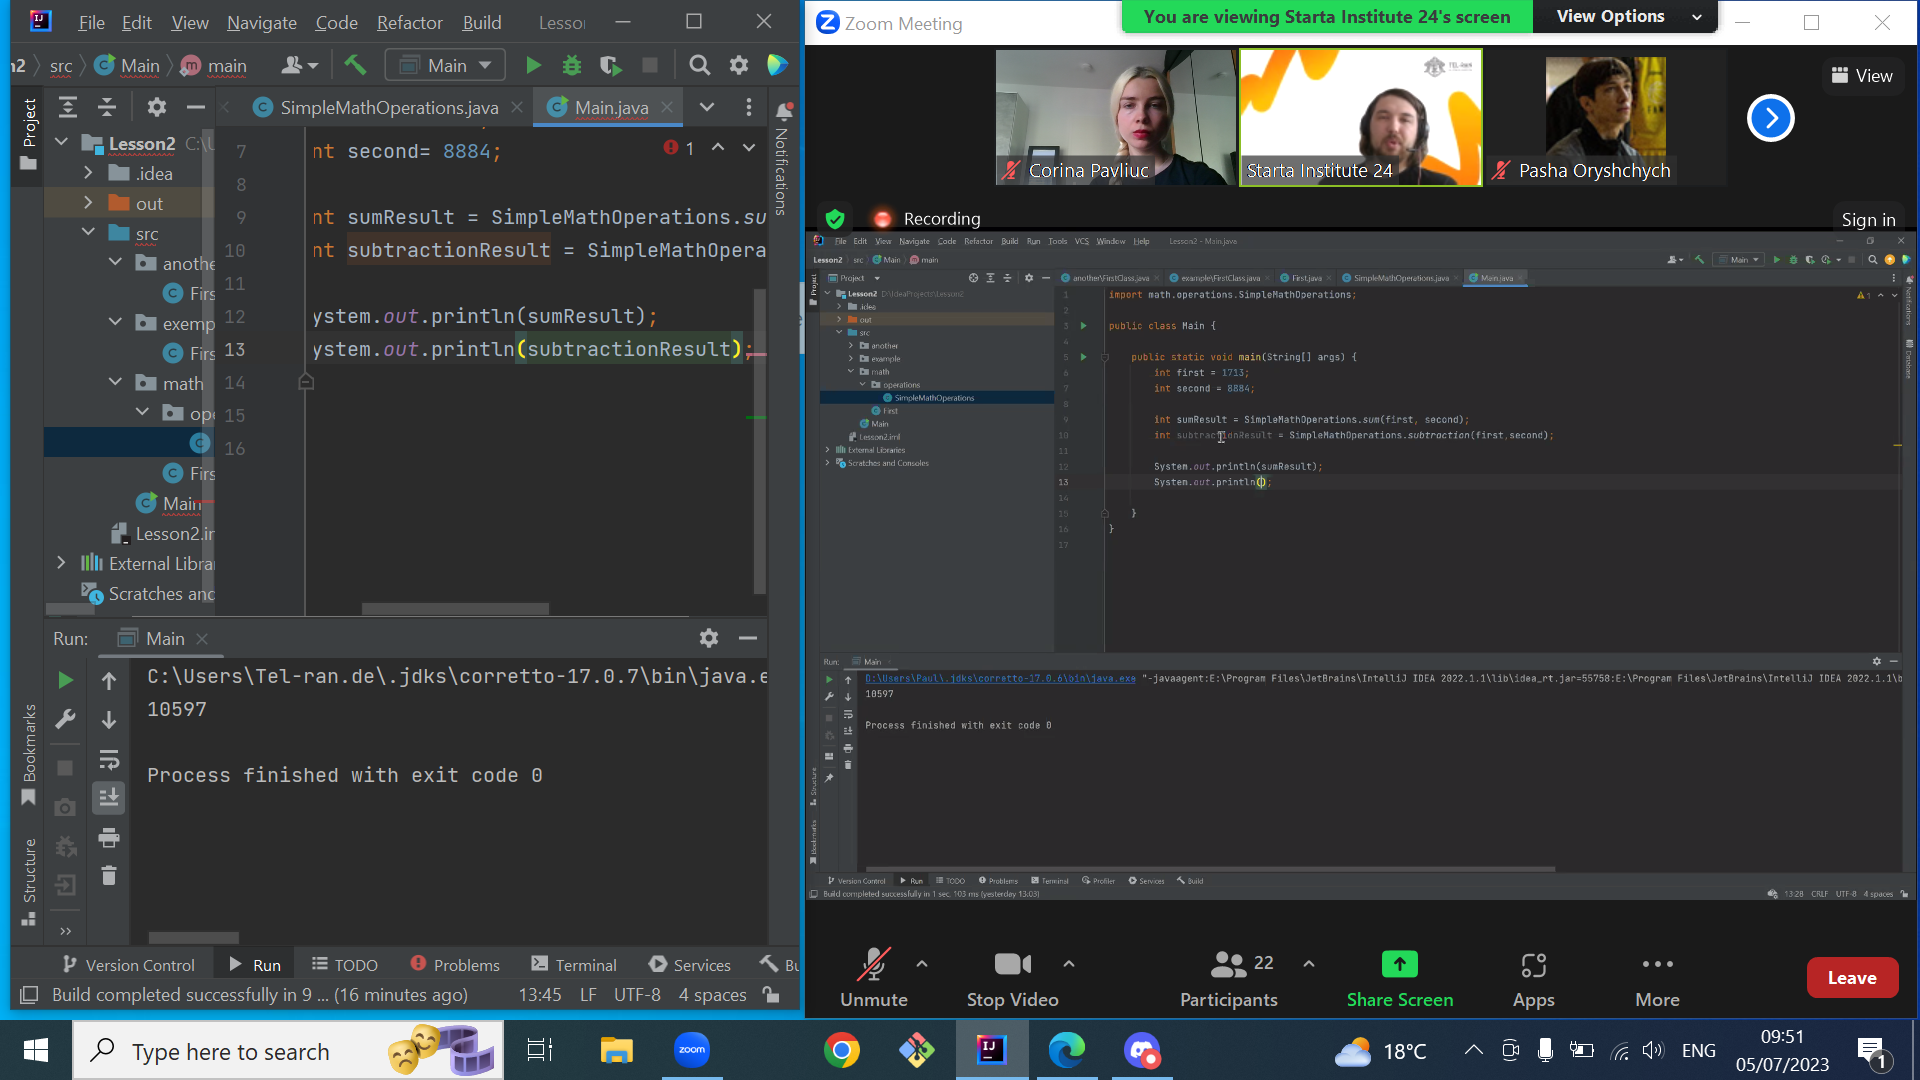 File Edit View Navigate Code Refactor Build Lesso
n2 src Main main Main
SimpleMathOperations.java Main.java
Project
Notifications
Lesson2 C:\U
.idea
out
src
anothe
Firs
exemp
Firs
math
ope
Firs
Main
Lesson2.in
External Libra
Scratches and
1
7 nt second= 8884;
8
9 nt sumResult = SimpleMathOperations.su
10 nt subtractionResult = SimpleMathOpera
11
12 ystem.out.println(sumResult);
13 ystem.out.println(subtractionResult);
14
15
16
Run: Main
C:\Users\Tel-ran.de\.jdks\corretto-17.0.7\bin\java.e
10597
Process finished with exit code 0
Bookmarks
Structure
Version Control Run TODO Problems Terminal Services Bu
Build completed successfully in 9 ... (16 minutes ago) 13:45 LF UTF-8 4 spaces
Zoom Meeting
You are viewing Starta Institute 24's screen View Options
View
TEL-RAN
Corina Pavliuc
Starta Institute 24
Pasha Oryshchych
Recording
Sign in
File Edit View Navigate Code Refactor Build Run Tools VCS Window Help Lesson2 - Main.java
Lesson2 src Main main Main
Project
another\FirstClass.java example\FirstClass.java First.java SimpleMathOperations.java Main.java
Lesson2 D:\IdeaProjects\Lesson2
.idea
out
src
another
example
math
operations
SimpleMathOperations
First
Main
Lesson2.iml
External Libraries
Scratches and Consoles
1 import math.operations.SimpleMathOperations;
2
3 public class Main {
4
5 public static void main(String[] args) {
6 int first = 1713;
7 int second = 8884;
8
9 int sumResult = SimpleMathOperations.sum(first, second);
10 int subtractionResult = SimpleMathOperations.subtraction(first,second);
11
12 System.out.println(sumResult);
13 System.out.println();
14
15 }
16 }
17
1
Notifications
Database
Run: Main
D:\Users\Paul\.jdks\corretto-17.0.6\bin\java.exe "-javaagent:E:\Program Files\JetBrains\IntelliJ IDEA 2022.1.1\lib\idea_rt.jar=55758:E:\Program Files\JetBrains\IntelliJ IDEA 2022.1.1\b
10597
Process finished with exit code 0
Structure
Bookmarks
Version Control Run TODO Problems Terminal Profiler Services Build
Build completed successfully in 1 sec, 103 ms (yesterday 13:03) 13:28 CRLF UTF-8 4 spaces
Unmute
Stop Video
22
Participants
Share Screen
Apps
More
Leave
Type here to search
zoom
18°C
ENG
09:51
05/07/2023
1